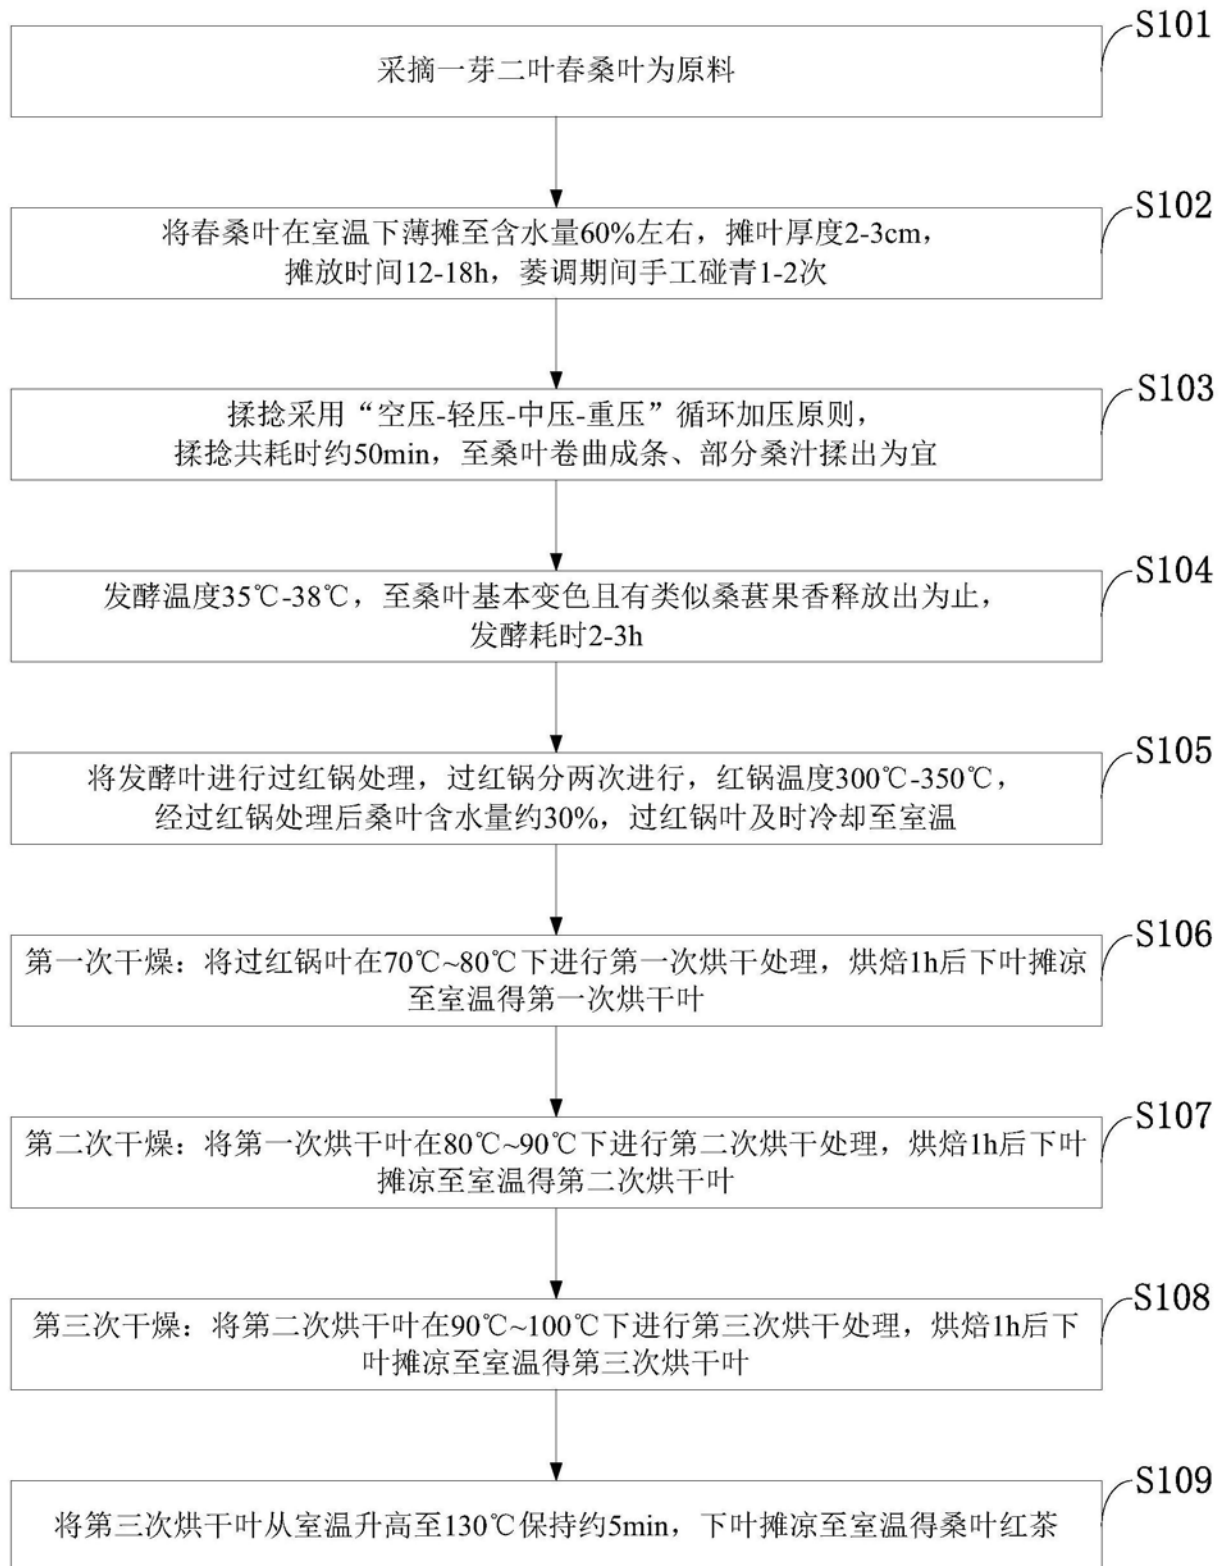 S101
采摘一芽二叶春桑叶为原料
S102
将春桑叶在室温下薄摊至含水量60%左右，摊叶厚度2-3cm，
摊放时间12-18h，萎调期间手工碰青1-2次
S103
揉捻采用“空压-轻压-中压-重压”循环加压原则，
揉捻共耗时约50min，至桑叶卷曲成条、部分桑汁揉出为宜
S104
发酵温度35℃-38℃，至桑叶基本变色且有类似桑葚果香释放出为止，
发酵耗时2-3h
S105
将发酵叶进行过红锅处理，过红锅分两次进行，红锅温度300℃-350℃，
经过红锅处理后桑叶含水量约30%，过红锅叶及时冷却至室温
S106
第一次干燥：将过红锅叶在70℃~80℃下进行第一次烘干处理，烘焙1h后下叶摊凉
至室温得第一次烘干叶
S107
第二次干燥：将第一次烘干叶在80℃~90℃下进行第二次烘干处理，烘焙1h后下叶
摊凉至室温得第二次烘干叶
S108
第三次干燥：将第二次烘干叶在90℃~100℃下进行第三次烘干处理，烘焙1h后下
叶摊凉至室温得第三次烘干叶
S109
将第三次烘干叶从室温升高至130℃保持约5min，下叶摊凉至室温得桑叶红茶